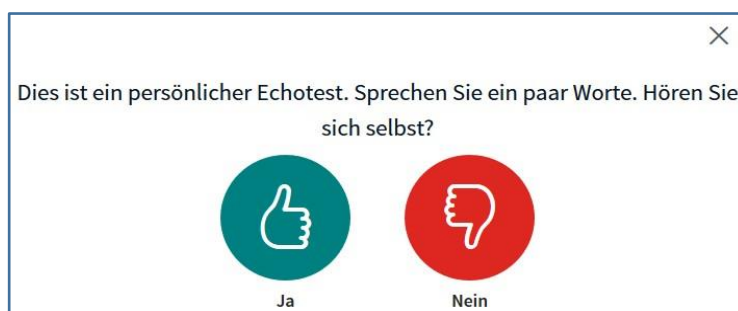 Dies ist ein persönlicher Echotest. Sprechen Sie ein paar Worte. Hören Sie
sich selbst?
Ja
Nein